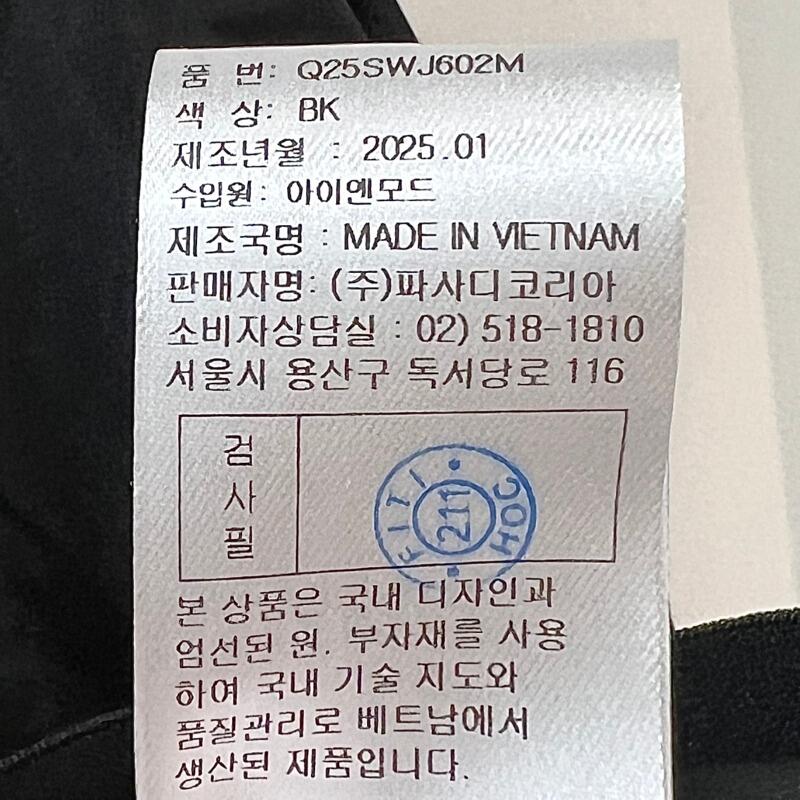 품 번: Q25SWJ602M
색 상: BK
제조년월 : 2025.01
수입원: 아이엔모드
제조국명 : MADE IN VIETNAM
판매자명: (주)파사디코리아
소비자상담실 : 02) 518-1810
서울시 용산구 독서당로 116
검
사
필
FITI
211
HOC
본 상품은 국내 디자인과
엄선된 원. 부자재를 사용
하여 국내 기술 지도와
품질관리로 베트남에서
생산된 제품입니다.